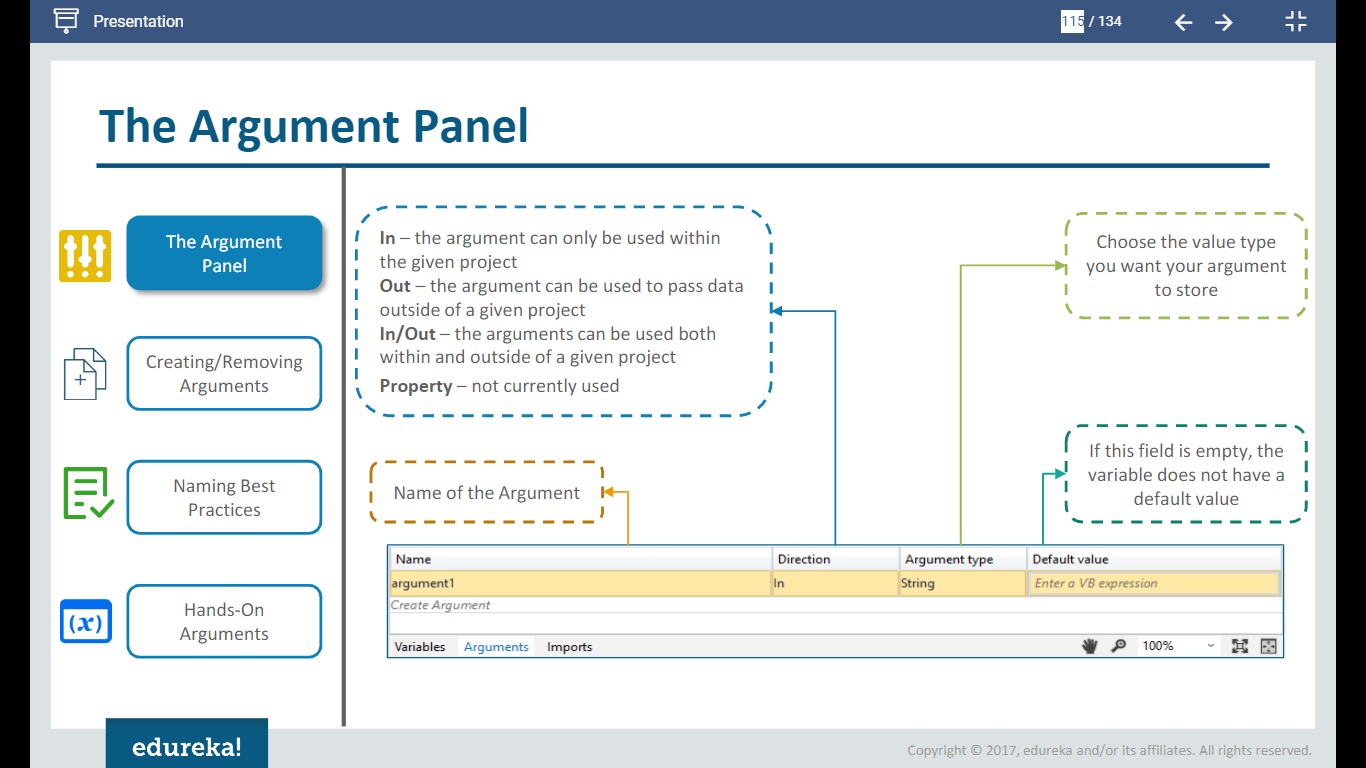 Presentation
115 / 134
The Argument Panel
The Argument
Panel
Creating/Removing
Arguments
Naming Best
Practices
(x)
Hands-On
Arguments
In – the argument can only be used within
the given project
Out – the argument can be used to pass data
outside of a given project
In/Out – the arguments can be used both
within and outside of a given project
Property – not currently used
Choose the value type
you want your argument
to store
Name of the Argument
If this field is empty, the
variable does not have a
default value
Name Direction Argument type Default value
argument1 In String Enter a VB expression
Create Argument
Variables Arguments Imports 100%
edureka!
Copyright © 2017, edureka and/or its affiliates. All rights reserved.